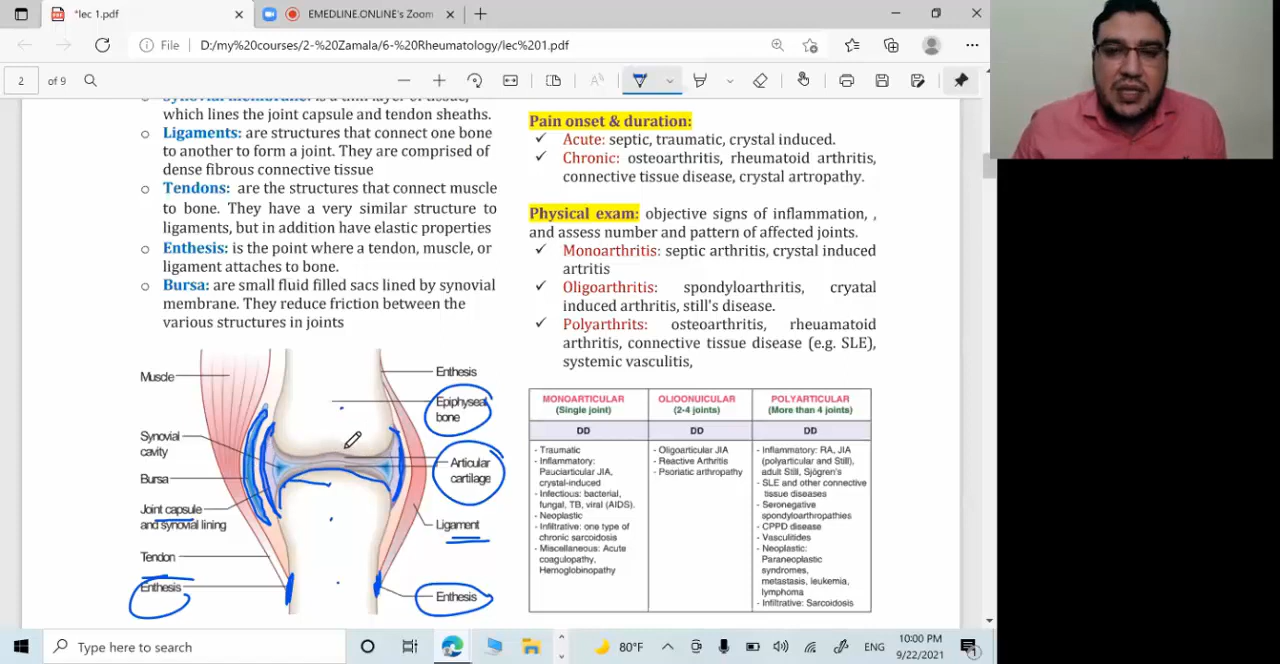 *lec 1.pdf
EMEDLINE.ONLINE's Zoom
File
D:/my%20courses/2-%20Zamala/6-%20Rheumatology/lec%201.pdf
2
of 9
Synovial membrane: is a thin layer of tissue,
which lines the joint capsule and tendon sheaths.
Ligaments: are structures that connect one bone
to another to form a joint. They are comprised of
dense fibrous connective tissue
Tendons: are the structures that connect muscle
to bone. They have a very similar structure to
ligaments, but in addition have elastic properties
Enthesis: is the point where a tendon, muscle, or
ligament attaches to bone.
Bursa: are small fluid filled sacs lined by synovial
membrane. They reduce friction between the
various structures in joints
Muscle
Synovial
cavity
Bursa
Joint capsule
and synovial lining
Tendon
Enthesis
Enthesis
Epiphyseal
bone
Articular
cartilage
Ligament
Enthesis
Pain onset & duration:
Acute: septic, traumatic, crystal induced.
Chronic: osteoarthritis, rheumatoid arthritis,
connective tissue disease, crystal artropathy.
Physical exam: objective signs of inflammation, ,
and assess number and pattern of affected joints.
Monoarthritis: septic arthritis, crystal induced
artritis
Oligoarthritis: spondyloarthritis, cryatal
induced arthritis, still's disease.
Polyarthrits: osteoarthritis, rheuamatoid
arthritis, connective tissue disease (e.g. SLE),
systemic vasculitis,
MONOARTICULAR
(Single joint)
DD
- Traumatic
- Inflammatory:
Pauciarticular JIA,
crystal-induced
- Infectious: bacterial,
fungal, TB, viral (AIDS).
- Neoplastic
- Infiltrative: one type of
chronic sarcoidosis
- Miscellaneous: Acute
coagulopathy,
Hemoglobinopathy
OLIOONUICULAR
(2-4 joints)
DD
- Oligoarticular JIA
- Reactive Arthritis
- Psoriatic arthropathy
POLYARTICULAR
(More than 4 joints)
DD
- Inflammatory: RA, JIA
(polyarticular and Still),
adult Still, Sjögren's
- SLE and other connective
tissue diseases
- Seronegative
spondyloarthropathies
- CPPD disease
- Vasculitides
- Neoplastic:
Paraneoplastic
syndromes,
metastasis, leukemia,
lymphoma
- Infiltrative: Sarcoidosis
Type here to search
80°F
ENG
10:00 PM
9/22/2021
1